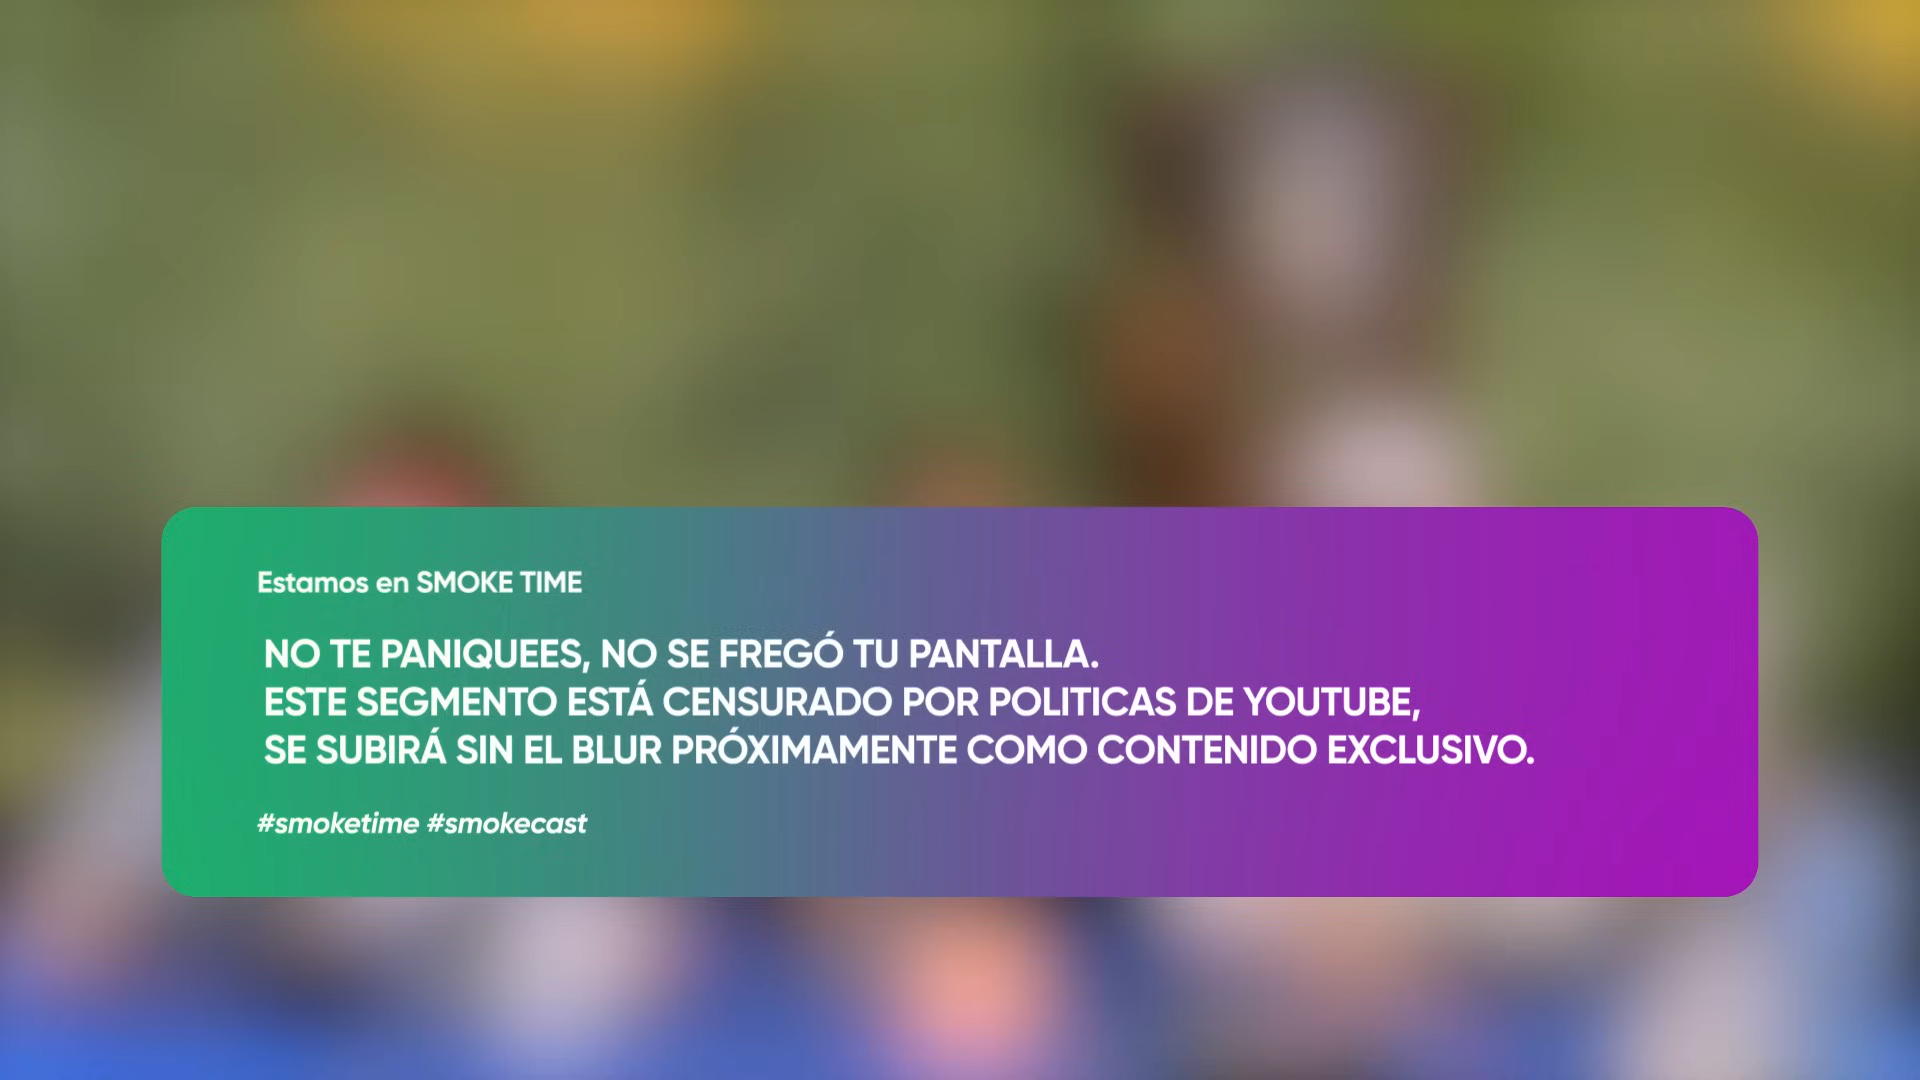 Estamos en SMOKE TIME
NO TE PANIQUEES, NO SE FREGÓ TU PANTALLA.
ESTE SEGMENTO ESTÁ CENSURADO POR POLITICAS DE YOUTUBE,
SE SUBIRÁ SIN EL BLUR PRÓXIMAMENTE COMO CONTENIDO EXCLUSIVO.
#smoketime #smokecast